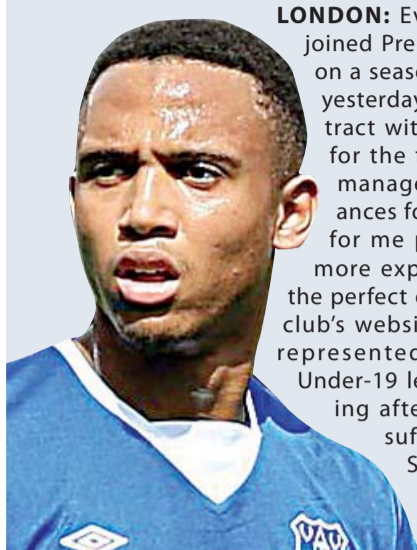 LONDON: Ev
joined Pre
on a seas
yesterday
tract wit
for the
manage
ances fo
for me p
more exp
the perfect
club's websi
represented
Under-19 le
ing afte
suf
S